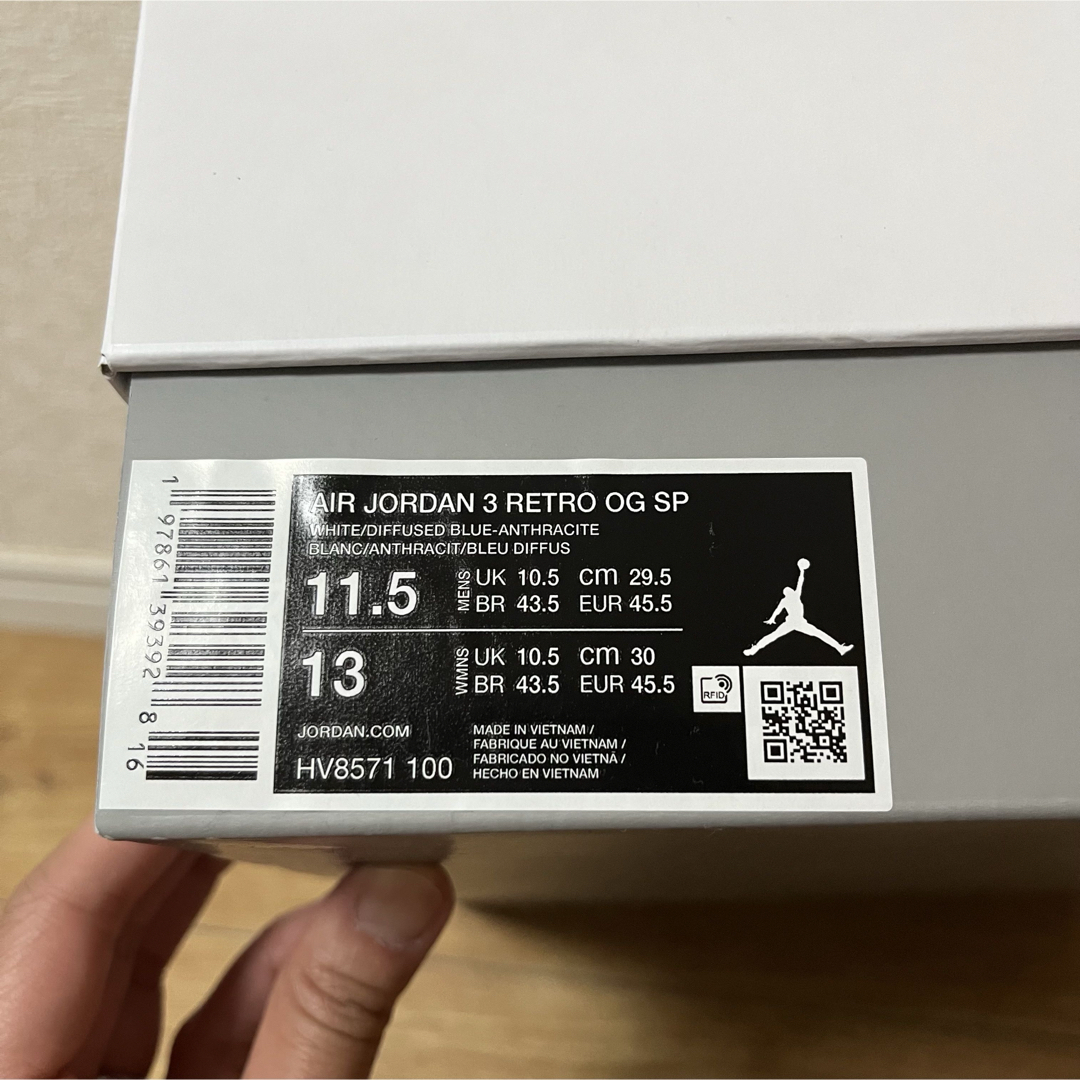 AIR JORDAN 3 RETRO OG SP
WHITE/DIFFUSED BLUE-ANTHRACITE
BLANC/ANTHRACIT/BLEU DIFFUS
11.5 MENS UK 10.5 cm 29.5
BR 43.5 EUR 45.5
13 WMNS UK 10.5 cm 30
BR 43.5 EUR 45.5
RFID
JORDAN.COM
HV8571 100
MADE IN VIETNAM /
FABRIQUE AU VIETNAM /
FABRICADO NO VIETNÃ /
HECHO EN VIETNAM
1 97861 39392 8 16